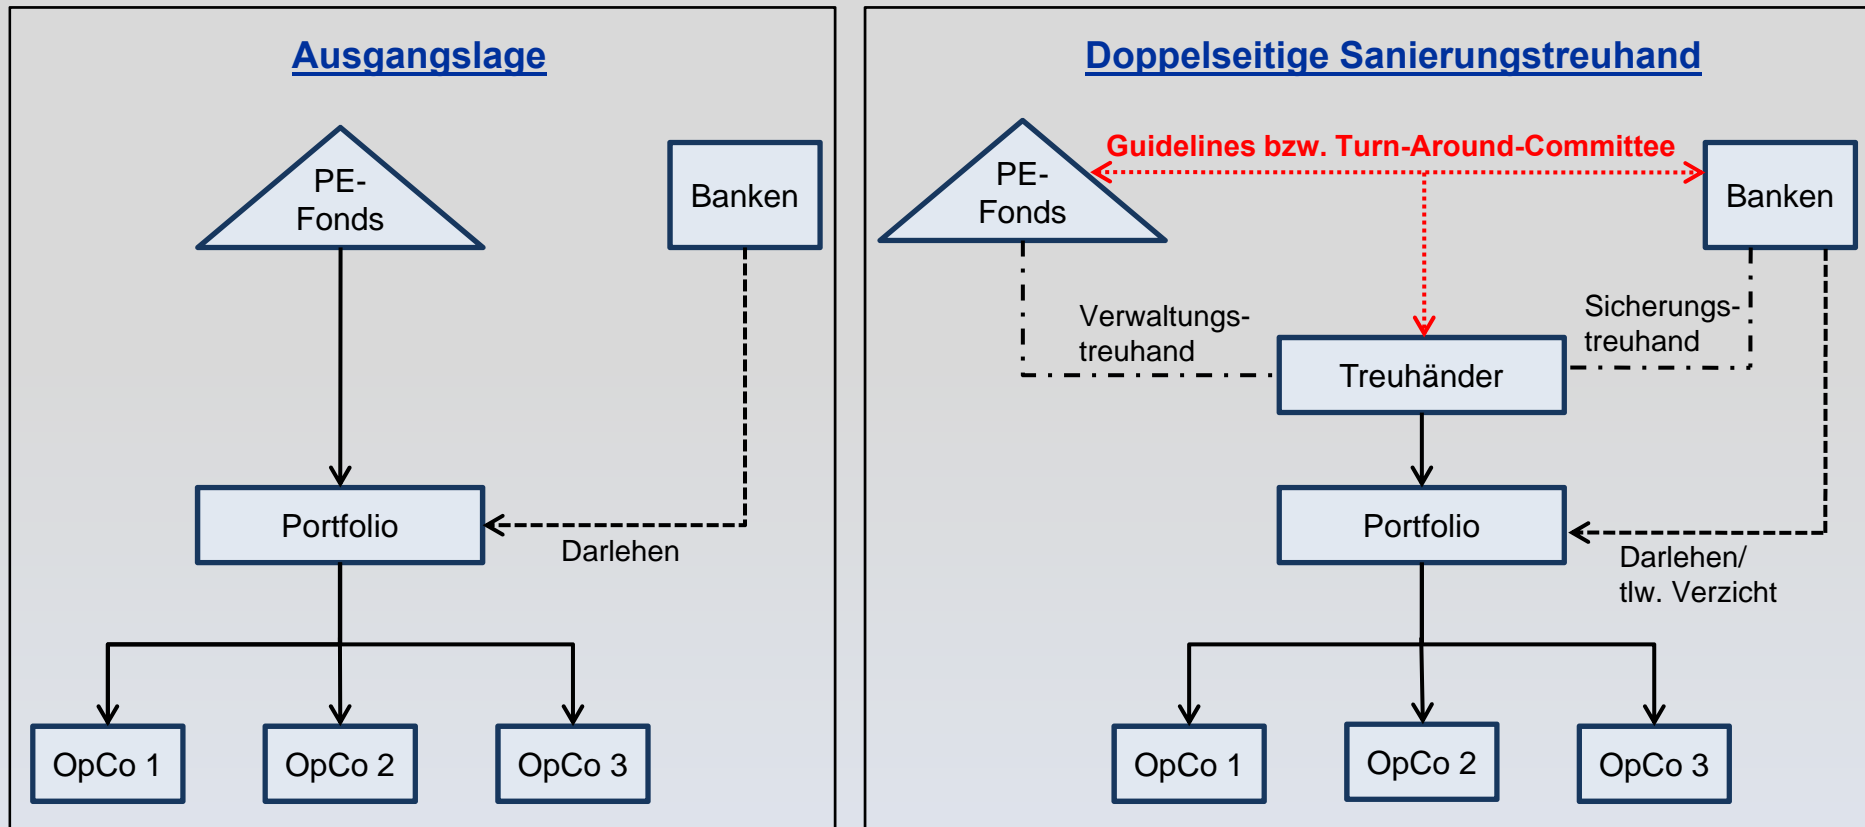 Ausgangslage
PE-
Fonds
Banken
Portfolio
Darlehen
OpCo 1
OpCo 2
OpCo 3
Doppelseitige Sanierungstreuhand
Guidelines bzw. Turn-Around-Committee
PE-
Fonds
Banken
Verwaltungs-
treuhand
Sicherungs-
treuhand
Treuhänder
Portfolio
Darlehen/
tlw. Verzicht
OpCo 1
OpCo 2
OpCo 3